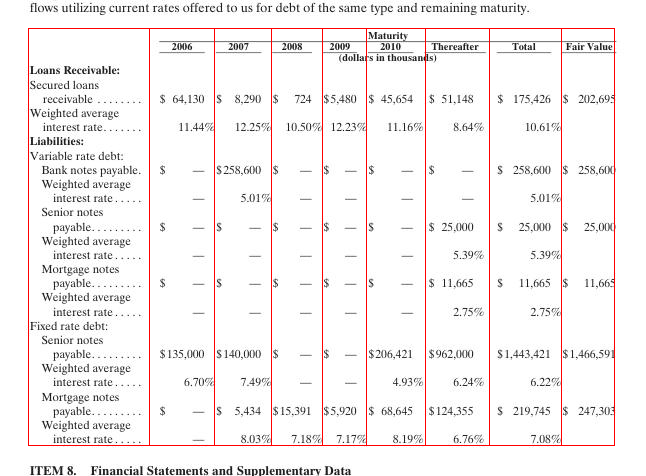 flows utilizing current rates offered to us for debt of the same type and remaining maturity.
Maturity
2006 2007 2008 2009 2010 Thereafter Total Fair Value
(dollars in thousands)
Loans Receivable:
Secured loans
receivable ........ $ 64,130 $ 8,290 $ 724 $5,480 $ 45,654 $ 51,148 $ 175,426 $ 202,695
Weighted average
interest rate....... 11.44% 12.25% 10.50% 12.23% 11.16% 8.64% 10.61%
Liabilities:
Variable rate debt:
Bank notes payable. $ — $258,600 $ — $ — $ — $ — $ 258,600 $ 258,600
Weighted average
interest rate..... — 5.01% — — — — 5.01%
Senior notes
payable......... $ — $ — $ — $ — $ — $ 25,000 $ 25,000 $ 25,000
Weighted average
interest rate..... — — — — — 5.39% 5.39%
Mortgage notes
payable......... $ — $ — $ — $ — $ — $ 11,665 $ 11,665 $ 11,665
Weighted average
interest rate..... — — — — — 2.75% 2.75%
Fixed rate debt:
Senior notes
payable......... $135,000 $140,000 $ — $ — $206,421 $962,000 $1,443,421 $1,466,591
Weighted average
interest rate..... 6.70% 7.49% — — 4.93% 6.24% 6.22%
Mortgage notes
payable......... $ — $ 5,434 $15,391 $5,920 $ 68,645 $124,355 $ 219,745 $ 247,303
Weighted average
interest rate..... — 8.03% 7.18% 7.17% 8.19% 6.76% 7.08%
ITEM 8. Financial Statements and Supplementary Data